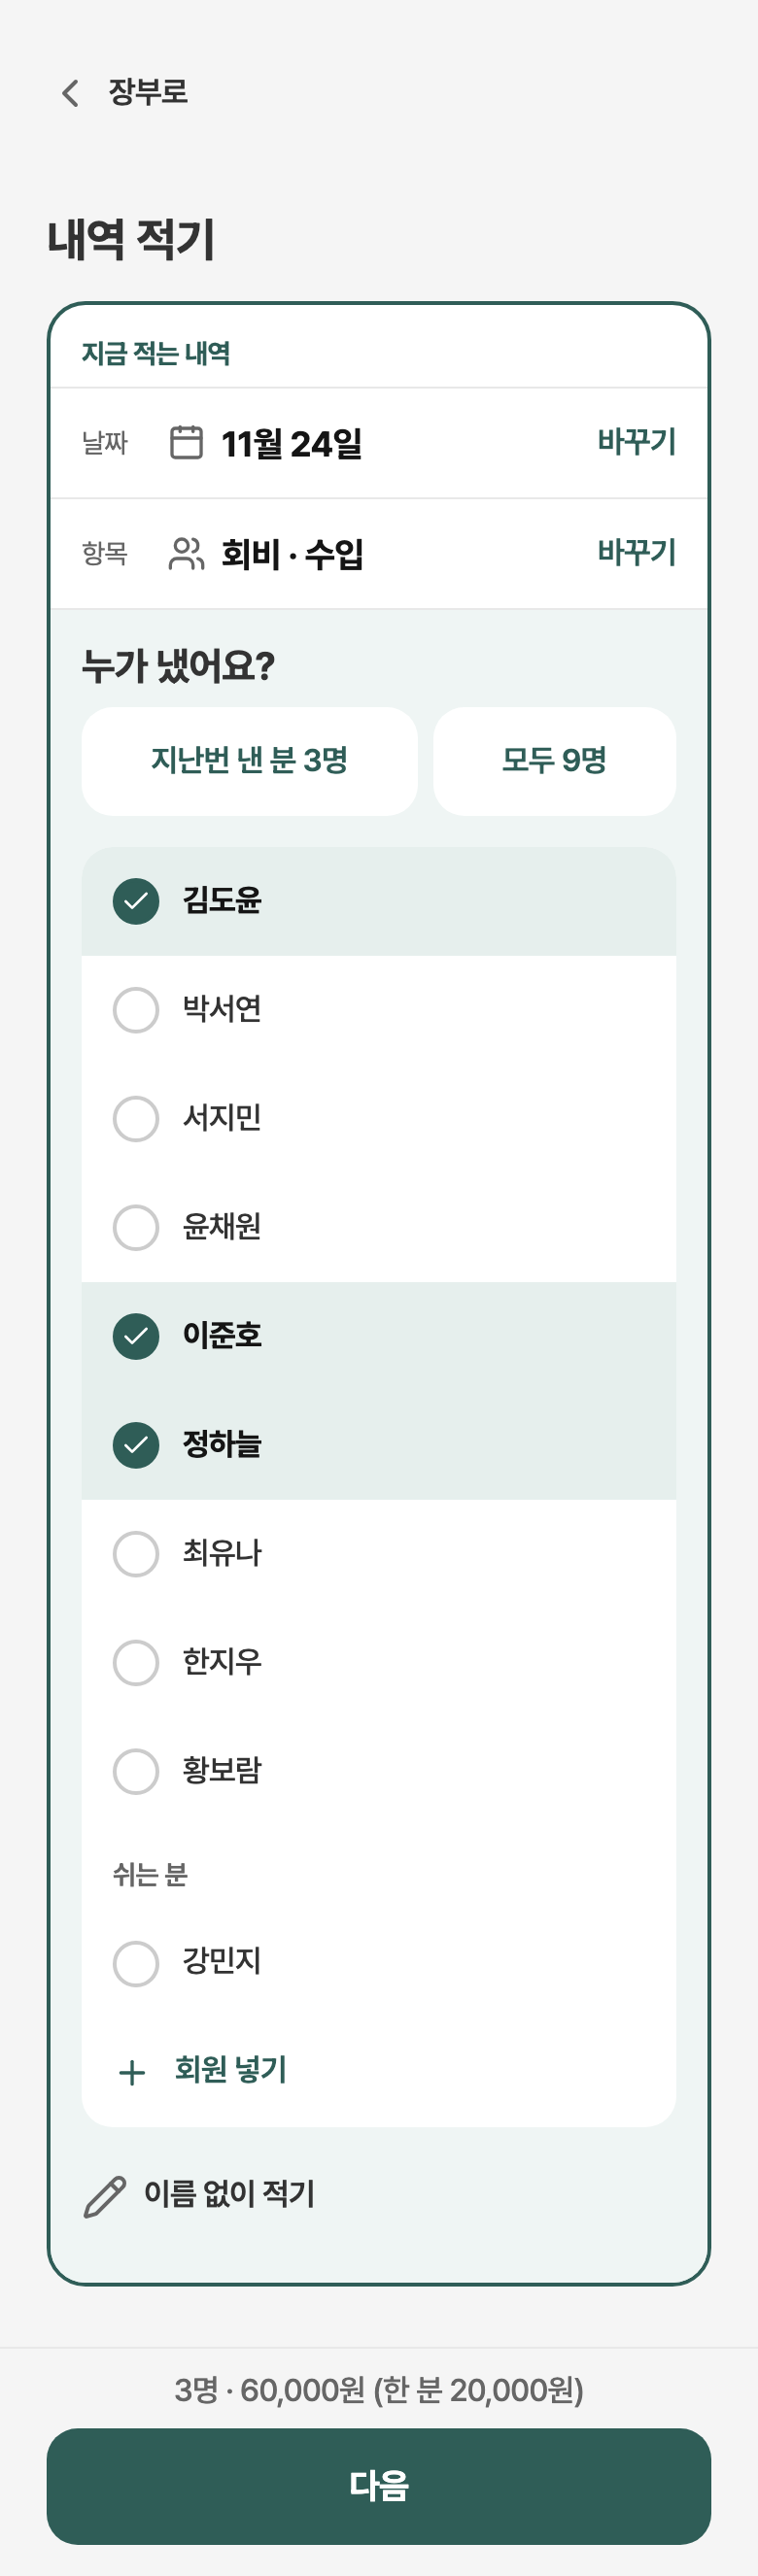 장부로
내역 적기
지금 적는 내역
날짜 11월 24일 바꾸기
항목 회비 · 수입 바꾸기
누가 냈어요?
지난번 낸 분 3명 모두 9명
김도윤
박서연
서지민
윤채원
이준호
정하늘
최유나
한지우
황보람
쉬는 분
강민지
회원 넣기
이름 없이 적기
3명 · 60,000원 (한 분 20,000원)
다음